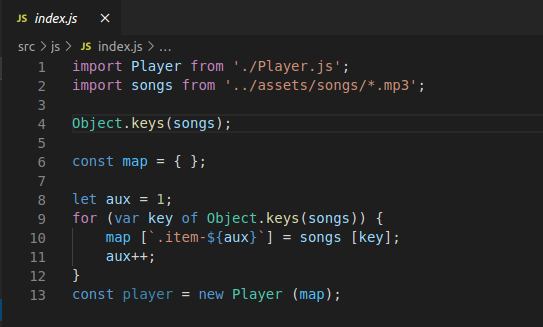 JS index.js ×
src > js > JS index.js > ...
1 import Player from './Player.js';
2 import songs from '../assets/songs/*.mp3';
3
4 Object.keys(songs);
5
6 const map = { };
7
8 let aux = 1;
9 for (var key of Object.keys(songs)) {
10     map [`.item-${aux}`] = songs [key];
11     aux++;
12 }
13 const player = new Player (map);